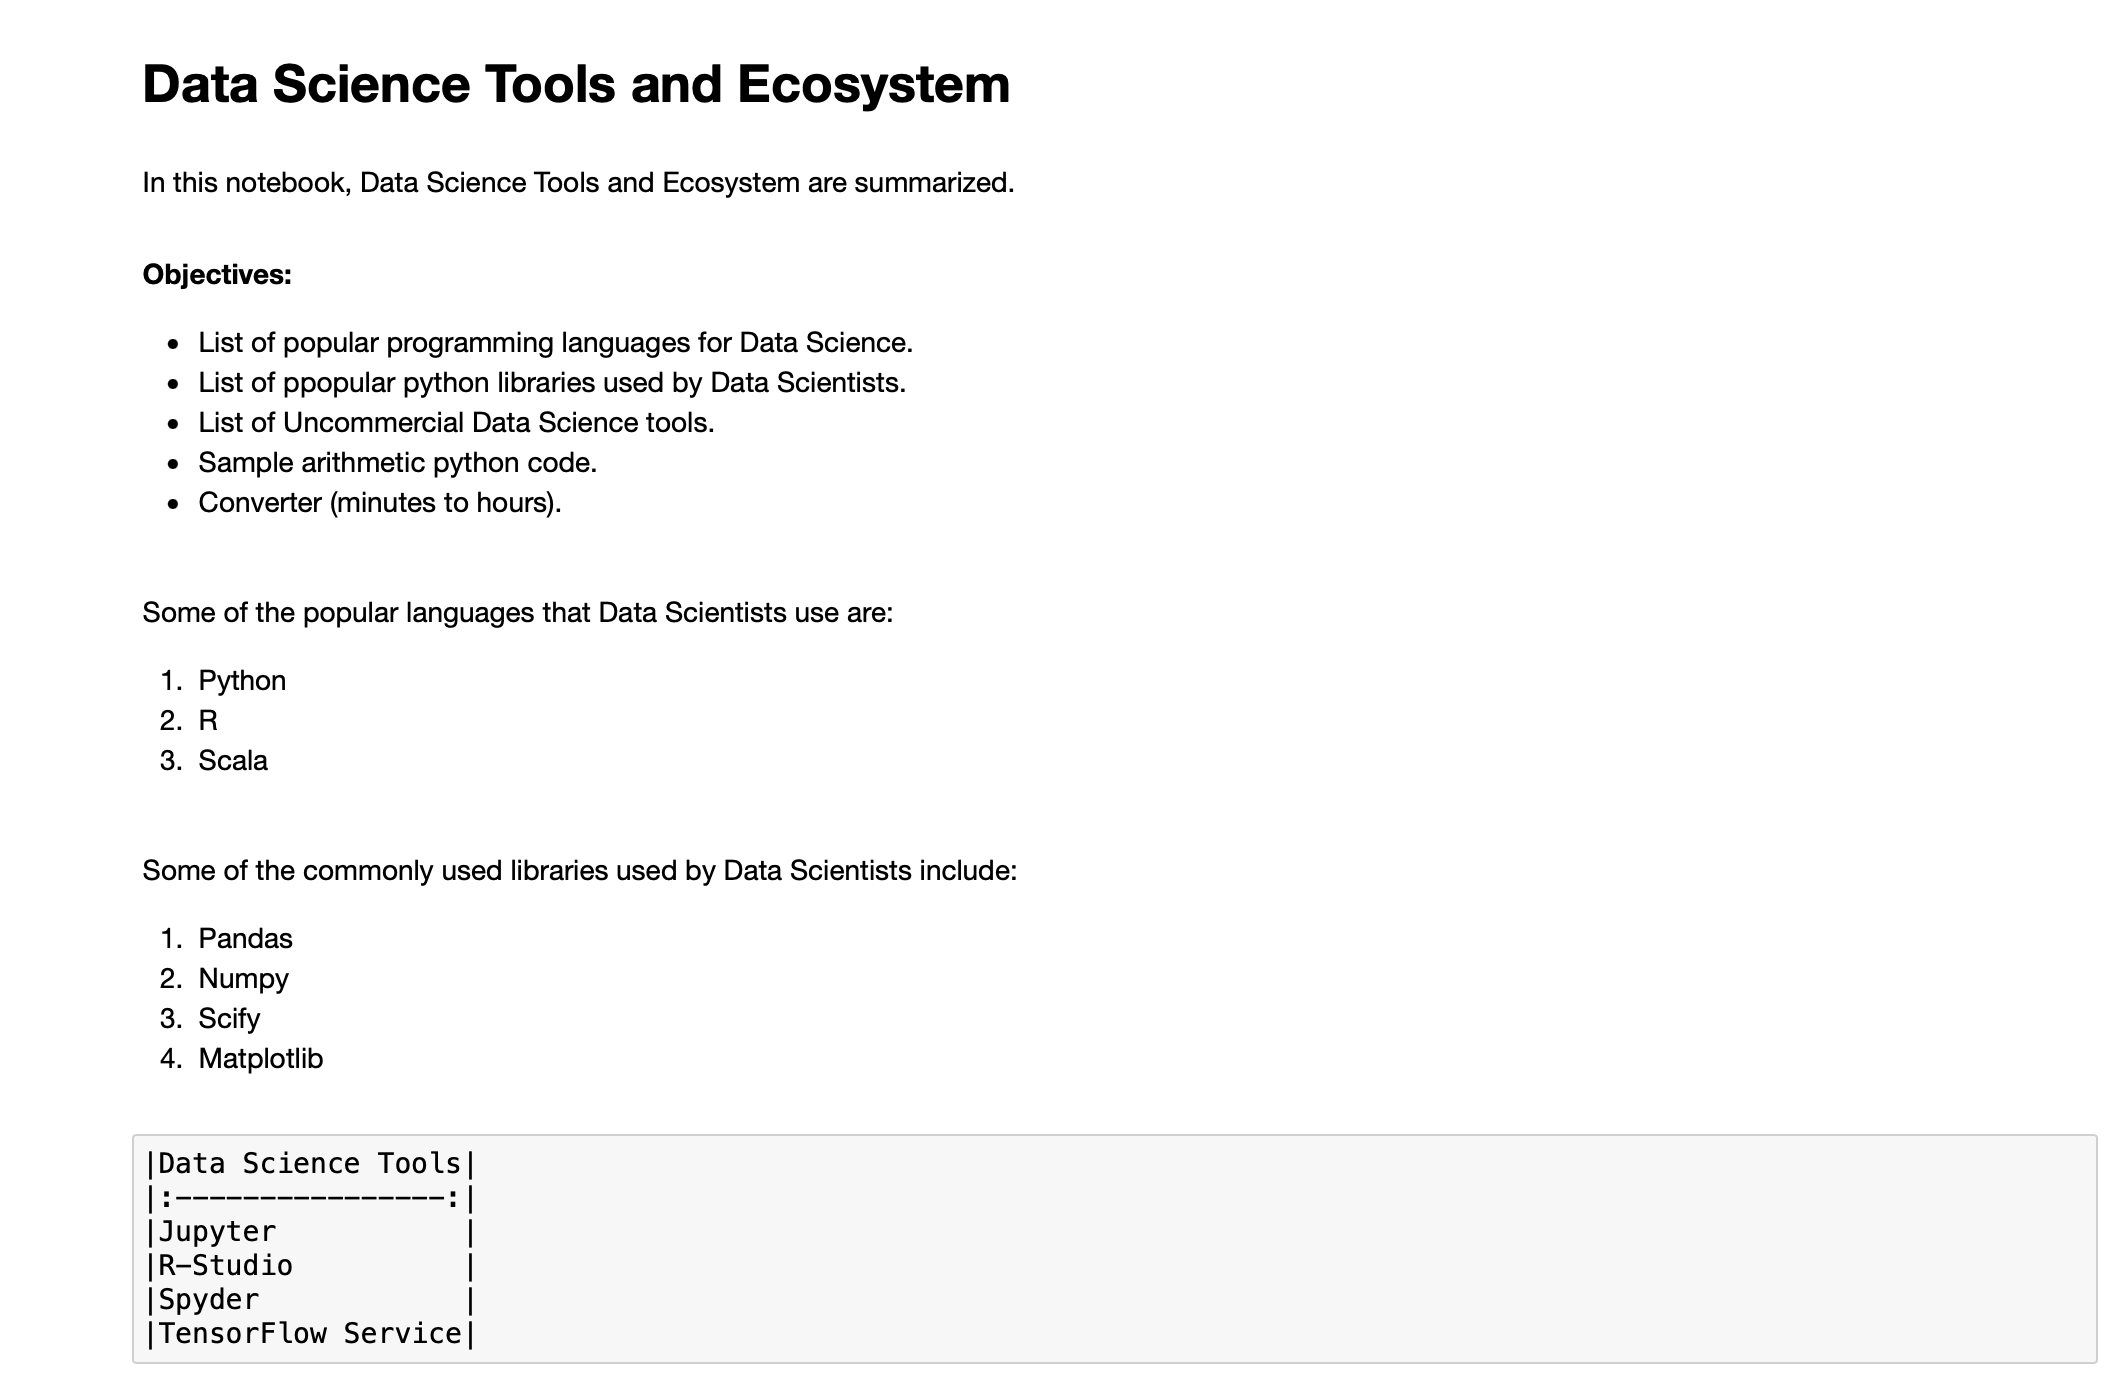 Data Science Tools and Ecosystem
In this notebook, Data Science Tools and Ecosystem are summarized.
Objectives:
• List of popular programming languages for Data Science.
• List of ppopular python libraries used by Data Scientists.
• List of Uncommercial Data Science tools.
• Sample arithmetic python code.
• Converter (minutes to hours).
Some of the popular languages that Data Scientists use are:
1. Python
2. R
3. Scala
Some of the commonly used libraries used by Data Scientists include:
1. Pandas
2. Numpy
3. Scify
4. Matplotlib
|Data Science Tools|
|:----------------:|
|Jupyter           |
|R-Studio          |
|Spyder            |
|TensorFlow Service|